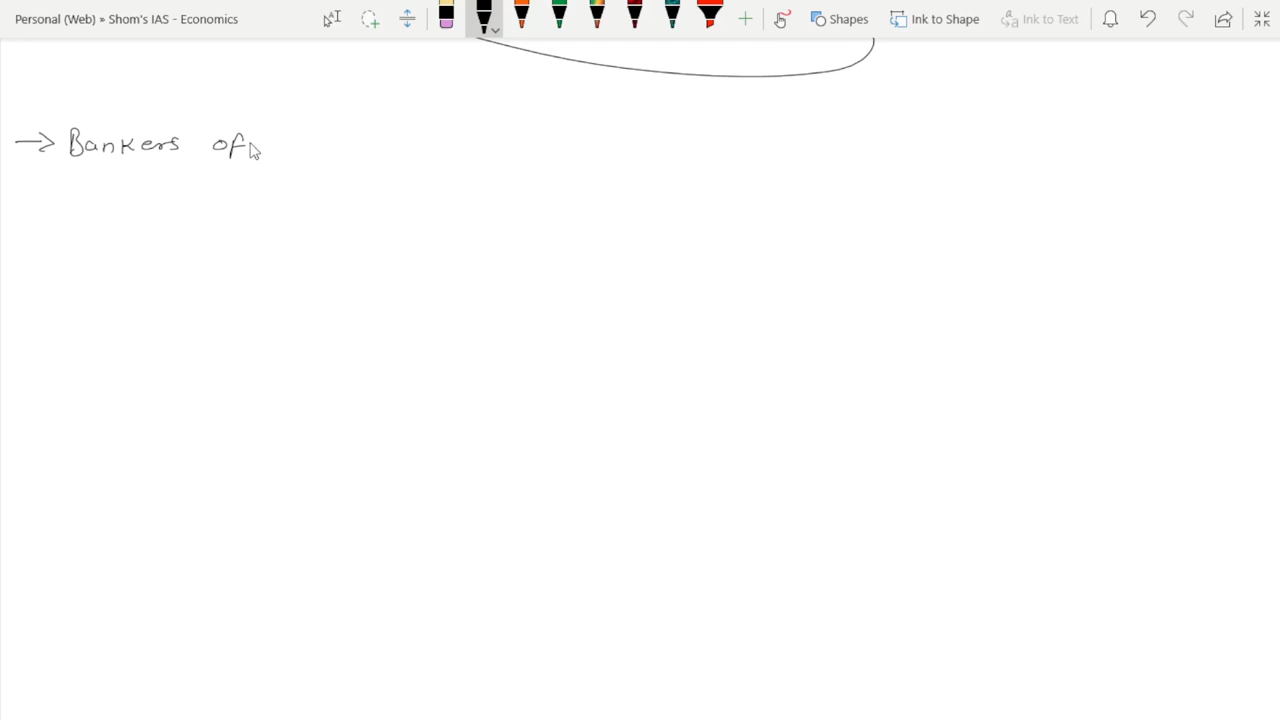 Personal (Web) » Shom's IAS - Economics
Shapes
Ink to Shape
Ink to Text
→ Bankers of